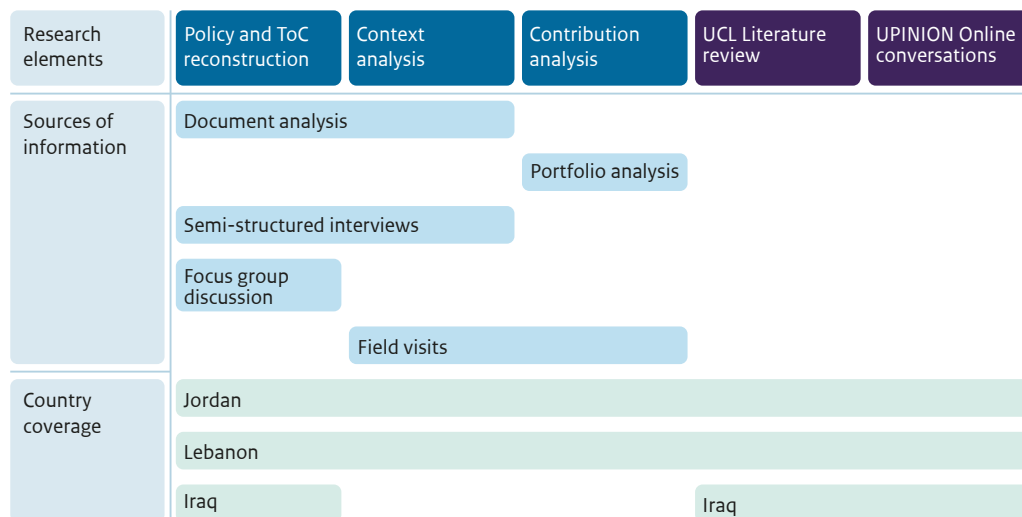 Research
elements
Policy and ToC
reconstruction
Context
analysis
Contribution
analysis
UCL Literature
review
UPINION Online
conversations
Sources of
information
Document analysis
Portfolio analysis
Semi-structured interviews
Focus group
discussion
Field visits
Country
coverage
Jordan
Lebanon
Iraq
Iraq